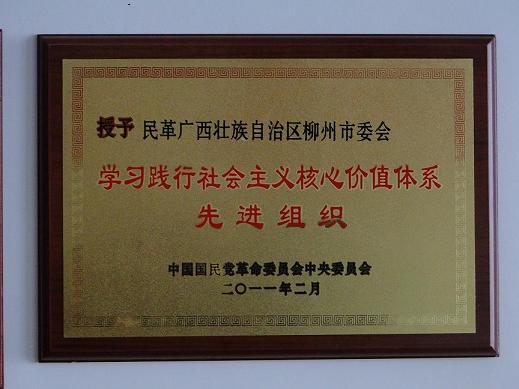 授予 民革广西壮族自治区柳州市委会
学习践行社会主义核心价值体系
先进组织
中国国民党革命委员会中央委员会
二〇一一年二月